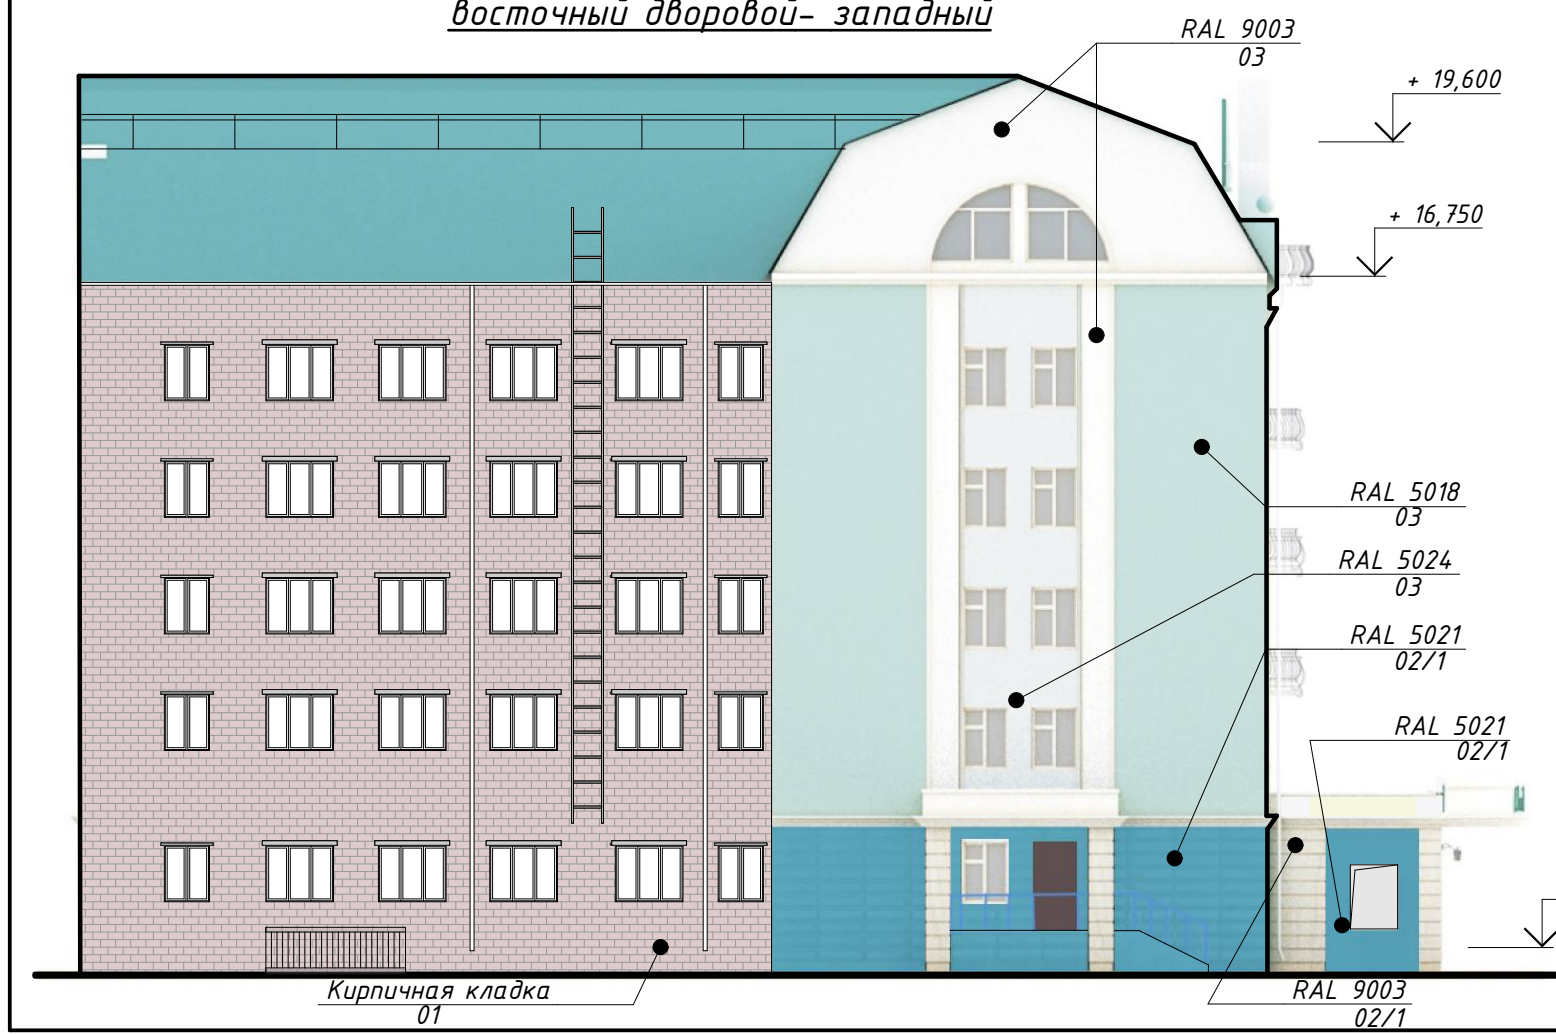 восточный дворовой- западный
RAL 9003
03
+ 19,600
+ 16,750
RAL 5018
03
RAL 5024
03
RAL 5021
02/1
RAL 5021
02/1
Кирпичная кладка
01
RAL 9003
02/1